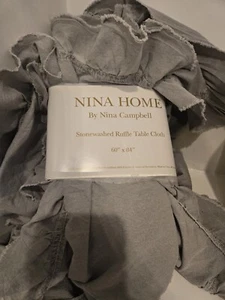 NINA HOME
By Nina Campbell
Stonewashed Ruffle Table Cloth
60" x 84"